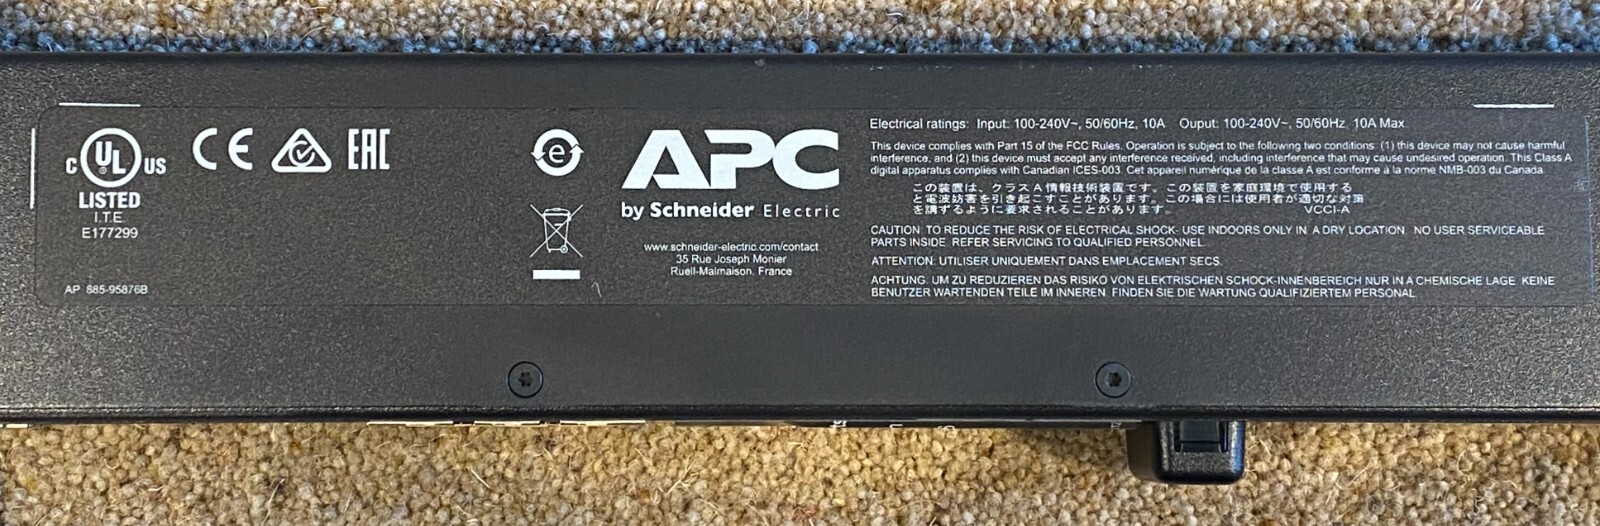 C UL US
®
LISTED
I.T.E.
E177299
AP 885-95876B
CE
EAC
e
APC
by Schneider Electric
www.schneider-electric.com/contact
35 Rue Joseph Monier
Rueil-Malmaison, France
Electrical ratings: Input: 100-240V~, 50/60Hz, 10A Ouput: 100-240V~, 50/60Hz, 10A Max.
This device complies with Part 15 of the FCC Rules. Operation is subject to the following two conditions: (1) this device may not cause harmful
interference, and (2) this device must accept any interference received, including interference that may cause undesired operation. This Class A
digital apparatus complies with Canadian ICES-003. Cet appareil numérique de la classe A est conforme à la norme NMB-003 du Canada.
この装置は、クラスA情報技術装置です。この装置を家庭環境で使用する
と電波妨害を引き起こすことがあります。この場合には使用者が適切な対策
を講ずるように要求されることがあります。 VCCI-A
CAUTION: TO REDUCE THE RISK OF ELECTRICAL SHOCK- USE INDOORS ONLY IN A DRY LOCATION. NO USER SERVICEABLE
PARTS INSIDE. REFER SERVICING TO QUALIFIED PERSONNEL.
ATTENTION: UTILISER UNIQUEMENT DANS EMPLACEMENT SECS.
ACHTUNG: UM ZU REDUZIEREN DAS RISIKO VON ELEKTRISCHEN SCHOCK-INNENBEREICH NUR IN A CHEMISCHE LAGE. KEINE
BENUTZER WARTENDEN TEILE IM INNEREN. FINDEN SIE DIE WARTUNG QUALIFIZIERTEM PERSONAL.